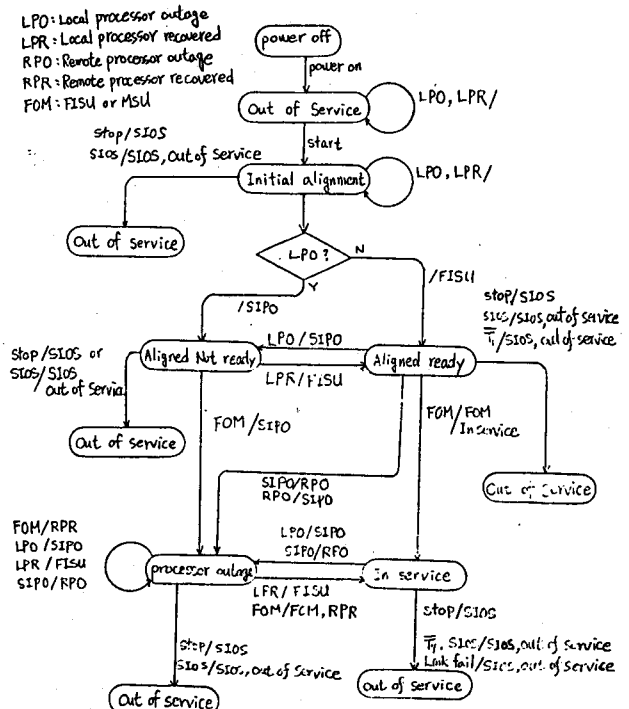 LPO: Local processor outage
LPR: Local processor recovered
RPO: Remote processor outage
RPR: Remote processor recovered
FOM: FISU or MSU
power off
power on
Out of Service
LPO, LPR/
start
stop/SIOS
SIOS/SIOS, out of service
Initial alignment
LPO, LPR/
Out of service
LPO?
N
Y
/SIPO
/FISU
stop/SIOS
SIOS/SIOS, out of service
T1/SIOS, out of service
LPO/SIPO
Aligned Not ready
Aligned ready
LPR/FISU
stop/SIOS or
SIOS/SIOS
out of service
Out of service
FOM/SIPO
FOM/FOM
In service
Out of service
SIPO/RPO
RPO/SIPO
FOM/RPR
LPO/SIPO
LPR/FISU
SIPO/RPO
LPO/SIPO
SIPO/RPO
processor outage
In service
LPR/FISU
FOM/FOM, RPR
stop/SIOS
SIOS/SIOS, out of service
Out of service
stop/SIOS
SIOS/SIOS, out of service
Link fail/SIOS, out of service
Out of service